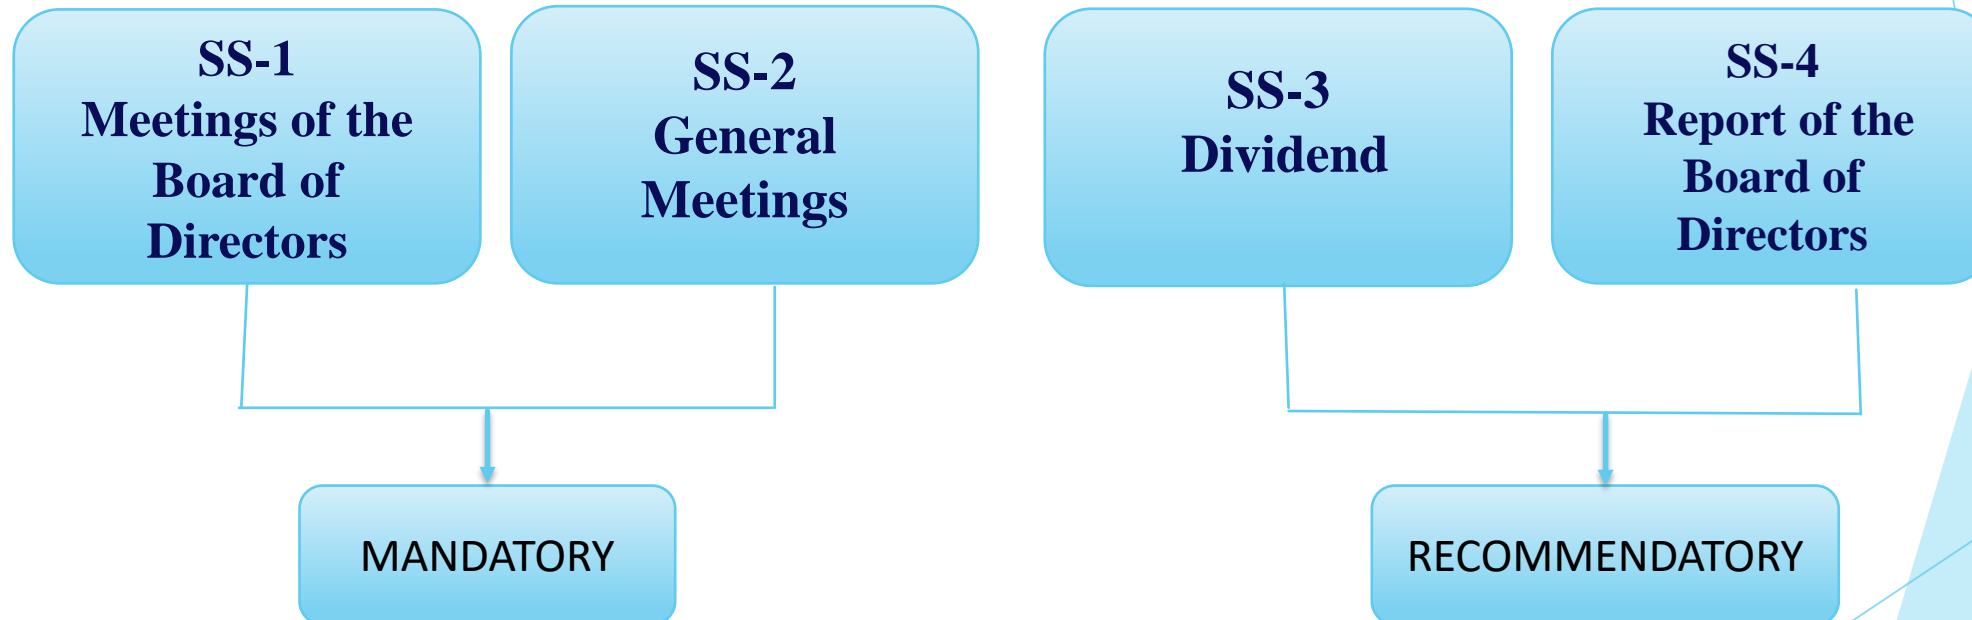 SS-1
Meetings of the
Board of
Directors
SS-2
General
Meetings
SS-3
Dividend
SS-4
Report of the
Board of
Directors
MANDATORY
RECOMMENDATORY